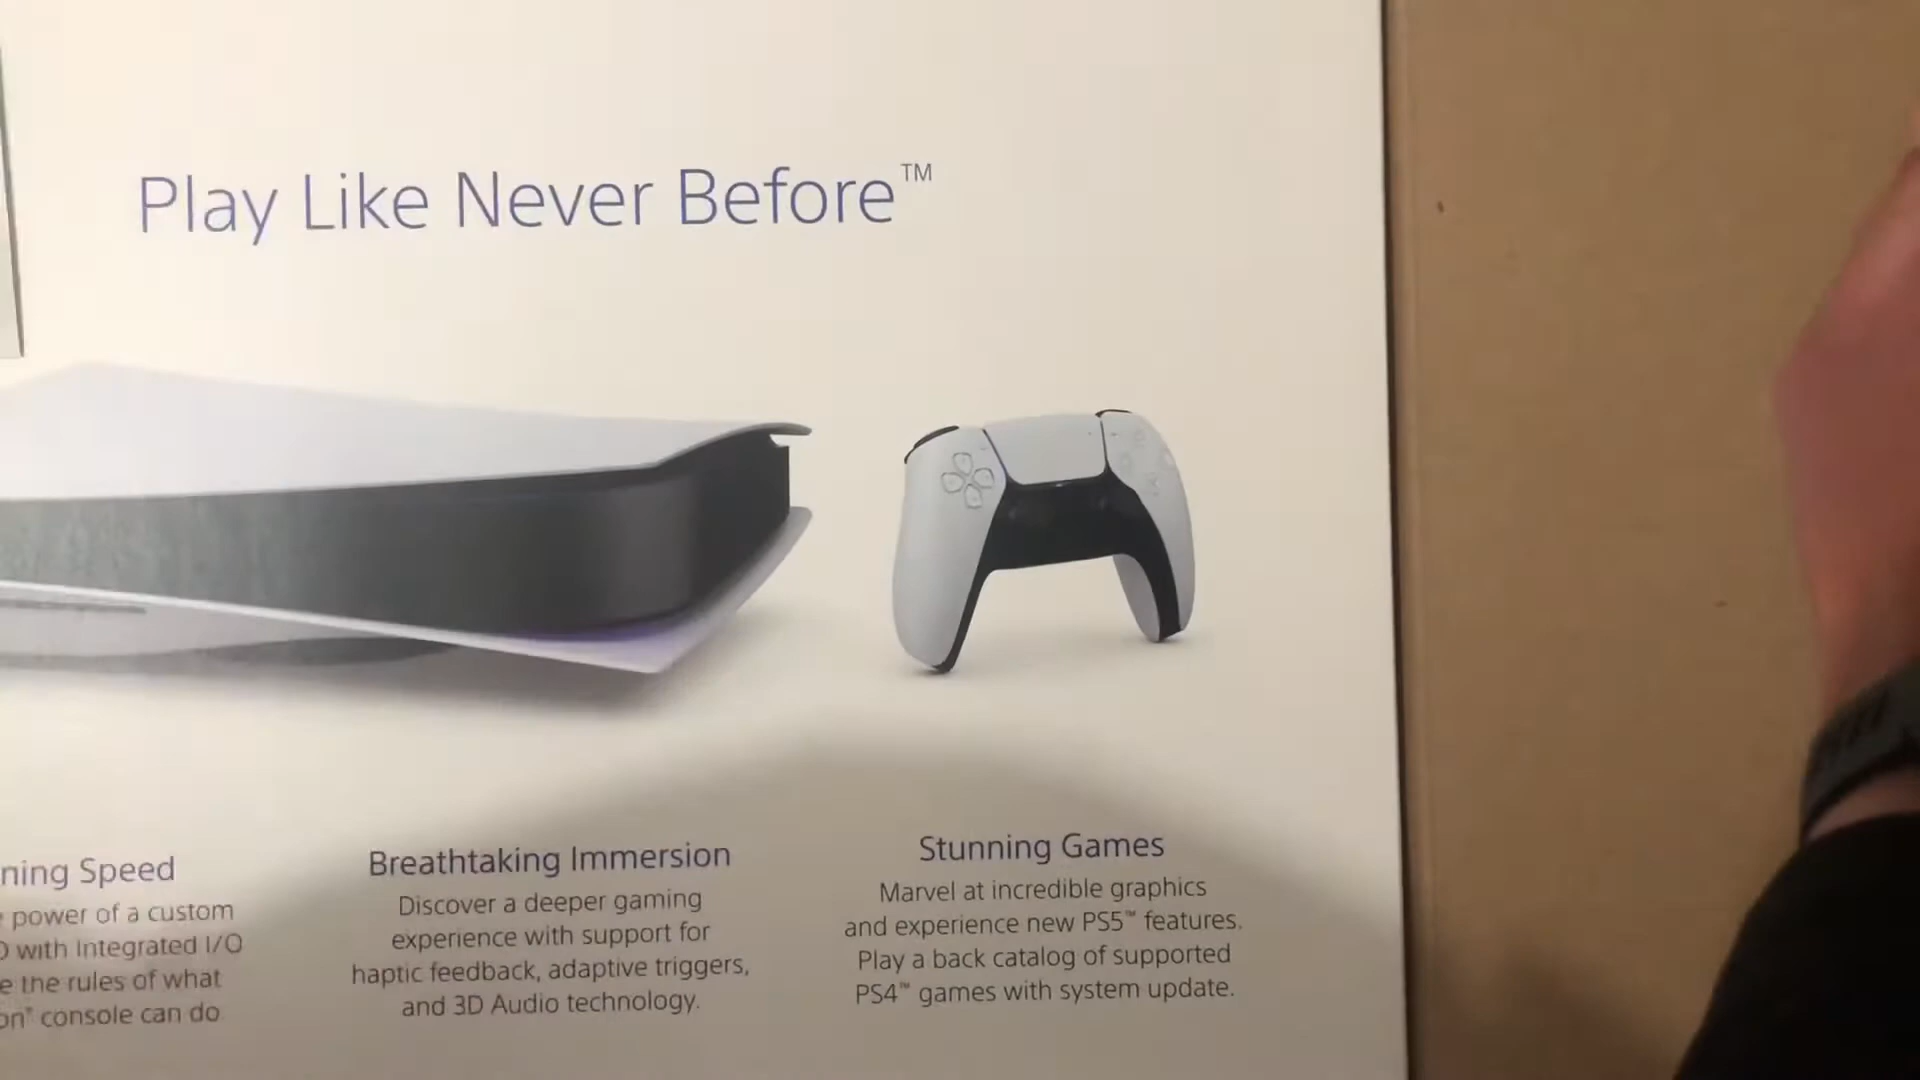 Play Like Never Before™
ning Speed
power of a custom
with Integrated I/O
e the rules of what
on® console can do
Breathtaking Immersion
Discover a deeper gaming
experience with support for
haptic feedback, adaptive triggers,
and 3D Audio technology.
Stunning Games
Marvel at incredible graphics
and experience new PS5™ features.
Play a back catalog of supported
PS4™ games with system update.